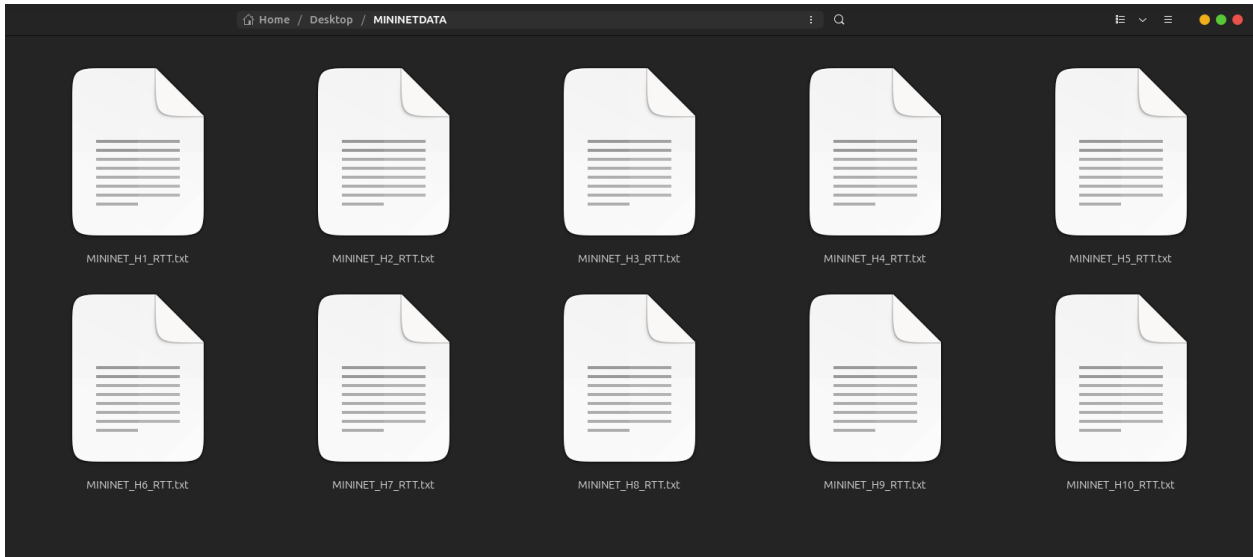 Home / Desktop / MININETDATA
MININET_H1_RTT.txt
MININET_H2_RTT.txt
MININET_H3_RTT.txt
MININET_H4_RTT.txt
MININET_H5_RTT.txt
MININET_H6_RTT.txt
MININET_H7_RTT.txt
MININET_H8_RTT.txt
MININET_H9_RTT.txt
MININET_H10_RTT.txt